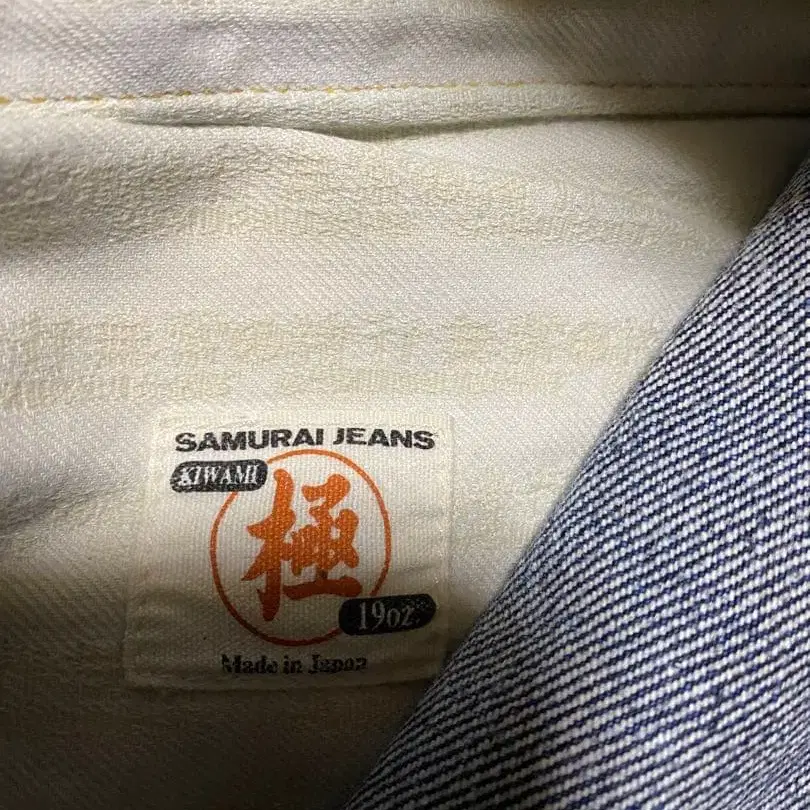 SAMURAI JEANS
KIWAMI
極
19oz.
Made in Japan